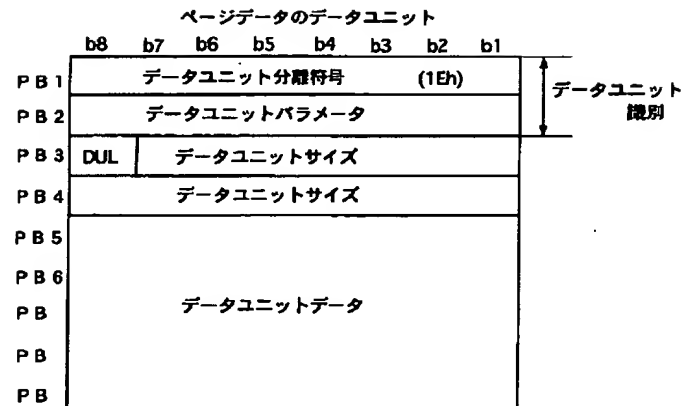 ページデータのデータユニット
b8 b7 b6 b5 b4 b3 b2 b1
PB1 データユニット分離符号 (1Eh)
データユニット
識別
PB2 データユニットパラメータ
PB3 DUL データユニットサイズ
PB4 データユニットサイズ
PB5
PB6
データユニットデータ
PB
PB
PB